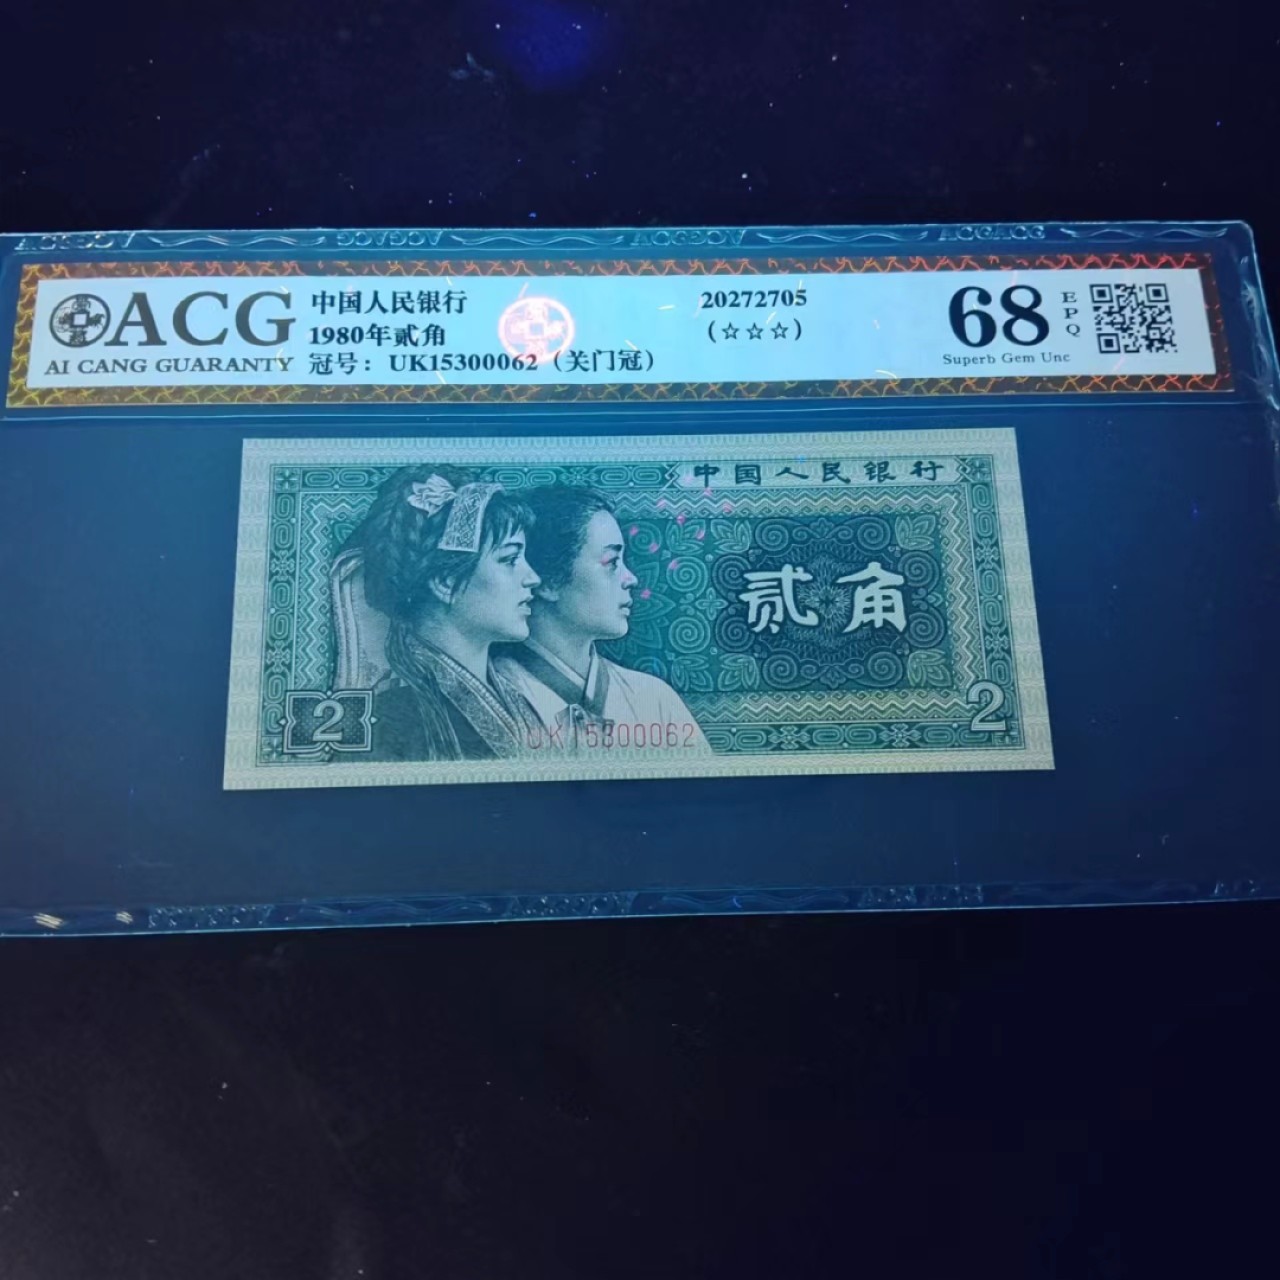 ACG
AI CANG GUARANTY
中国人民银行
1980年贰角
冠号：UK15300062（关门冠）
20272705
(☆☆☆)
68
EPQ
Superb Gem Unc
中国人民银行
贰角
2
2
UK15300062